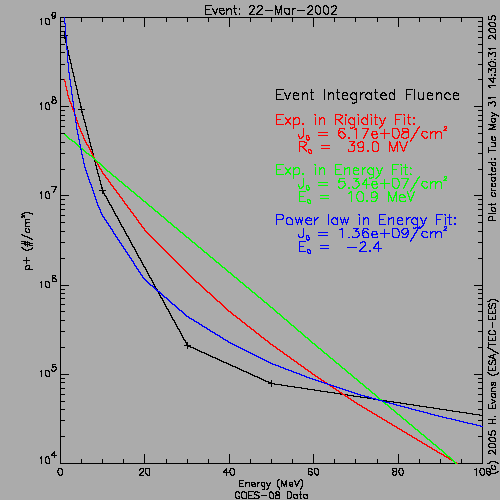 Event: 22-Mar-2002
Event Integrated Fluence
Exp. in Rigidity Fit:
J₀ = 6.17e+08/cm²
R₀ = 39.0 MV
Exp. in Energy Fit:
J₀ = 5.34e+07/cm²
E₀ = 10.9 MeV
Power law in Energy Fit:
J₀ = 1.36e+09/cm²
E₀ = −2.4
p+ (#/cm²)
10⁹
10⁸
10⁷
10⁶
10⁵
10⁴
0 20 40 60 80 100
Energy (MeV)
GOES-08 Data
Plot created: Tue May 31 14:30:31 2005
(c) 2005 H. Evans (ESA/TEC-EES)